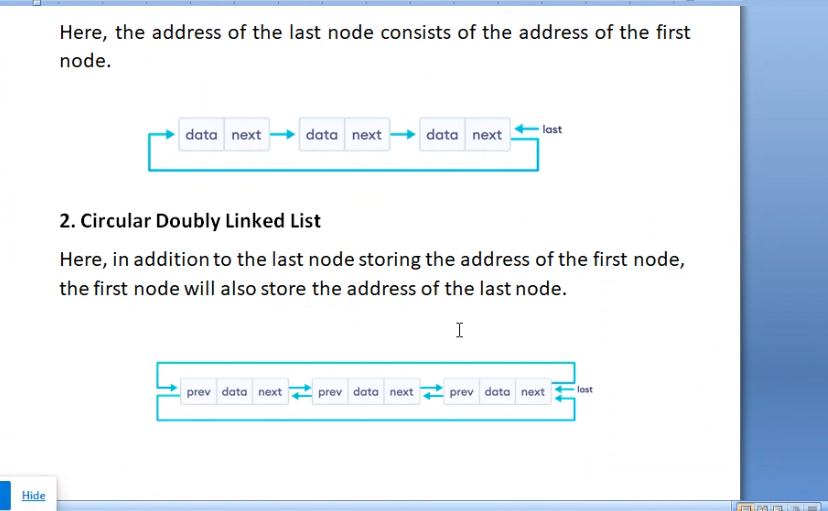 Here, the address of the last node consists of the address of the first
node.
data next data next data next last
2. Circular Doubly Linked List
Here, in addition to the last node storing the address of the first node,
the first node will also store the address of the last node.
prev data next prev data next prev data next last
Hide